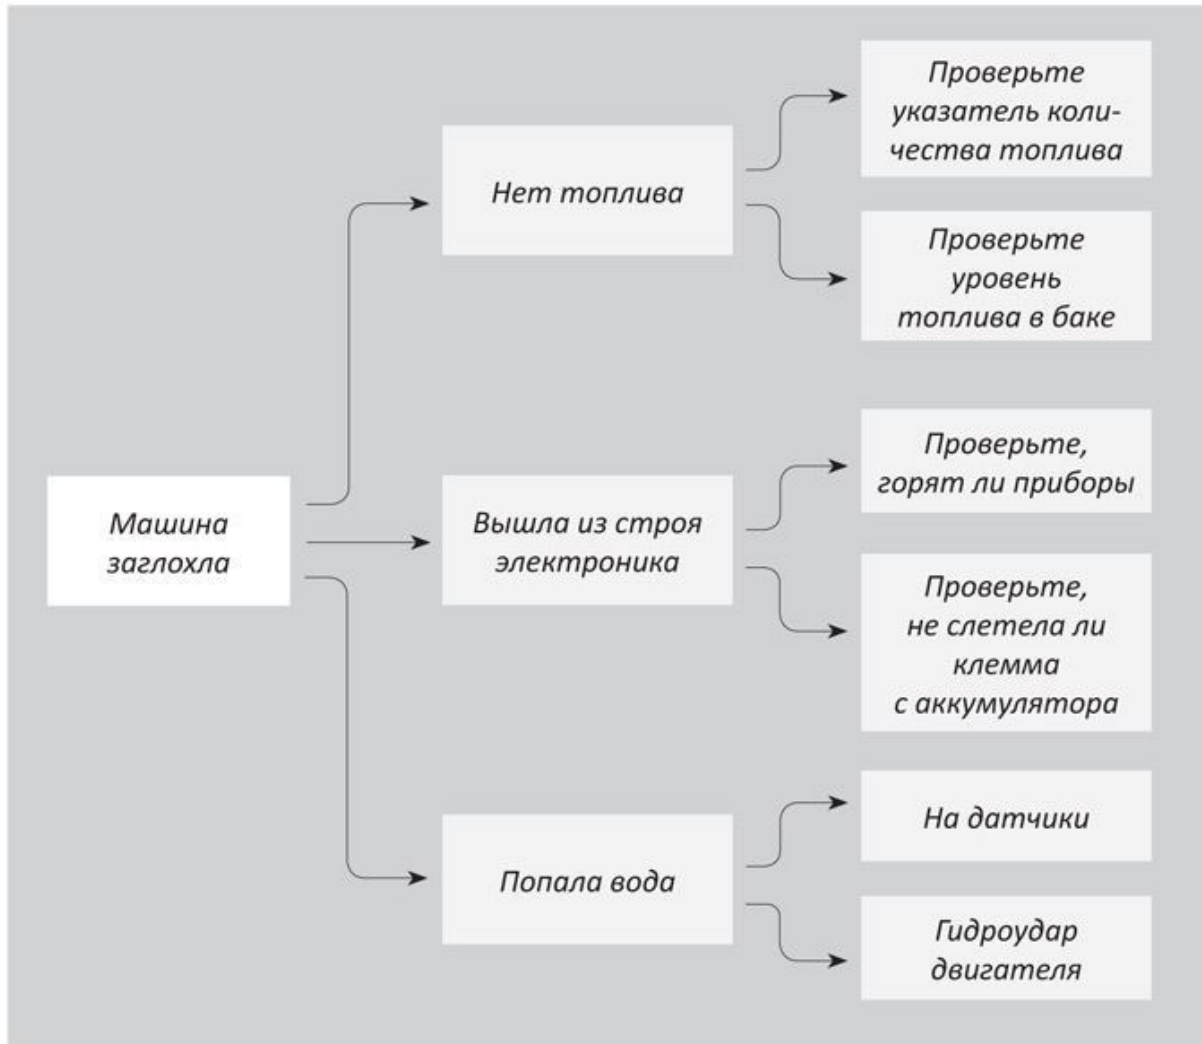 Проверьте
указатель коли-
чества топлива
Нет топлива
Проверьте
уровень
топлива в баке
Проверьте,
горят ли приборы
Машина
заглохла
Вышла из строя
электроника
Проверьте,
не слетела ли
клемма
с аккумулятора
На датчики
Попала вода
Гидроудар
двигателя